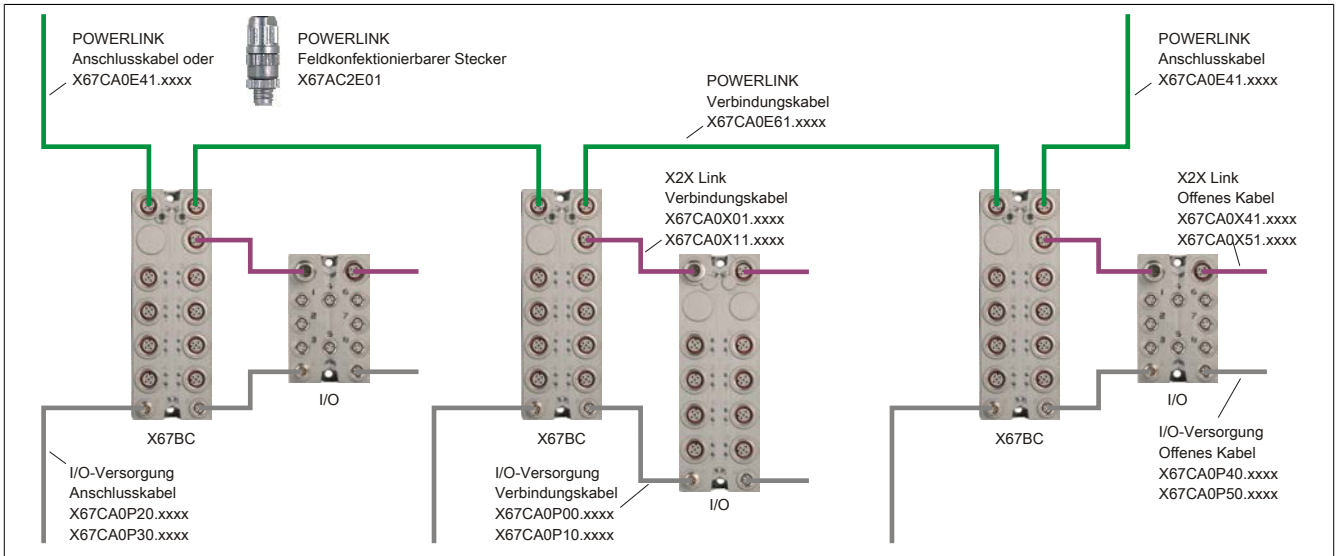 POWERLINK
Anschlusskabel oder
X67CA0E41.xxxx
POWERLINK
Feldkonfektionierbarer Stecker
X67AC2E01
POWERLINK
Verbindungskabel
X67CA0E61.xxxx
POWERLINK
Anschlusskabel
X67CA0E41.xxxx
X2X Link
Verbindungskabel
X67CA0X01.xxxx
X67CA0X11.xxxx
X2X Link
Offenes Kabel
X67CA0X41.xxxx
X67CA0X51.xxxx
I/O
X67BC
I/O-Versorgung
Anschlusskabel
X67CA0P20.xxxx
X67CA0P30.xxxx
X67BC
I/O
I/O-Versorgung
Verbindungskabel
X67CA0P00.xxxx
X67CA0P10.xxxx
X67BC
I/O
I/O-Versorgung
Offenes Kabel
X67CA0P40.xxxx
X67CA0P50.xxxx